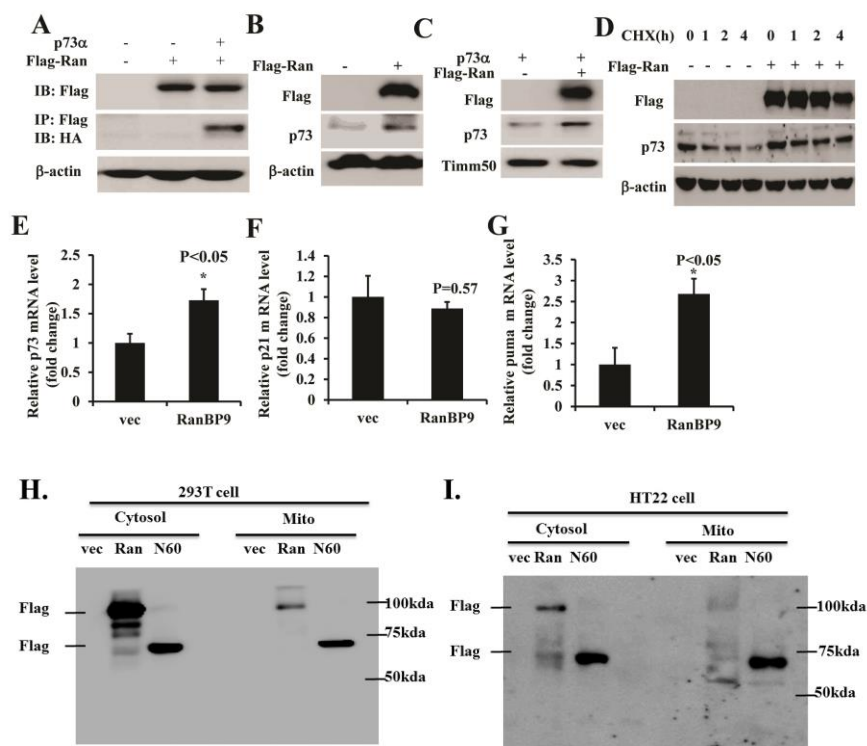 A
p73α - - +
Flag-Ran - + +
IB: Flag
IP: Flag
IB: HA
β-actin
B
Flag-Ran - +
Flag
p73
β-actin
C
p73α + +
Flag-Ran - +
Flag
p73
Timm50
D
CHX(h) 0 1 2 4 0 1 2 4
Flag-Ran - - - - + + + +
Flag
p73
β-actin
E
Relative p73 mRNA level
(fold change)
2.5
2
1.5
1
0.5
0
P<0.05
*
vec RanBP9
F
Relative p21 m RNA level
(fold change)
1.4
1.2
1
0.8
0.6
0.4
0.2
0
P=0.57
vec RanBP9
G
Relative puma m RNA level
(fold change)
3.5
3
2.5
2
1.5
1
0.5
0
P<0.05
*
vec RanBP9
H.
293T cell
Cytosol Mito
vec Ran N60 vec Ran N60
Flag
Flag
100kda
75kda
50kda
I.
HT22 cell
Cytosol Mito
vec Ran N60 vec Ran N60
Flag
Flag
100kda
75kda
50kda